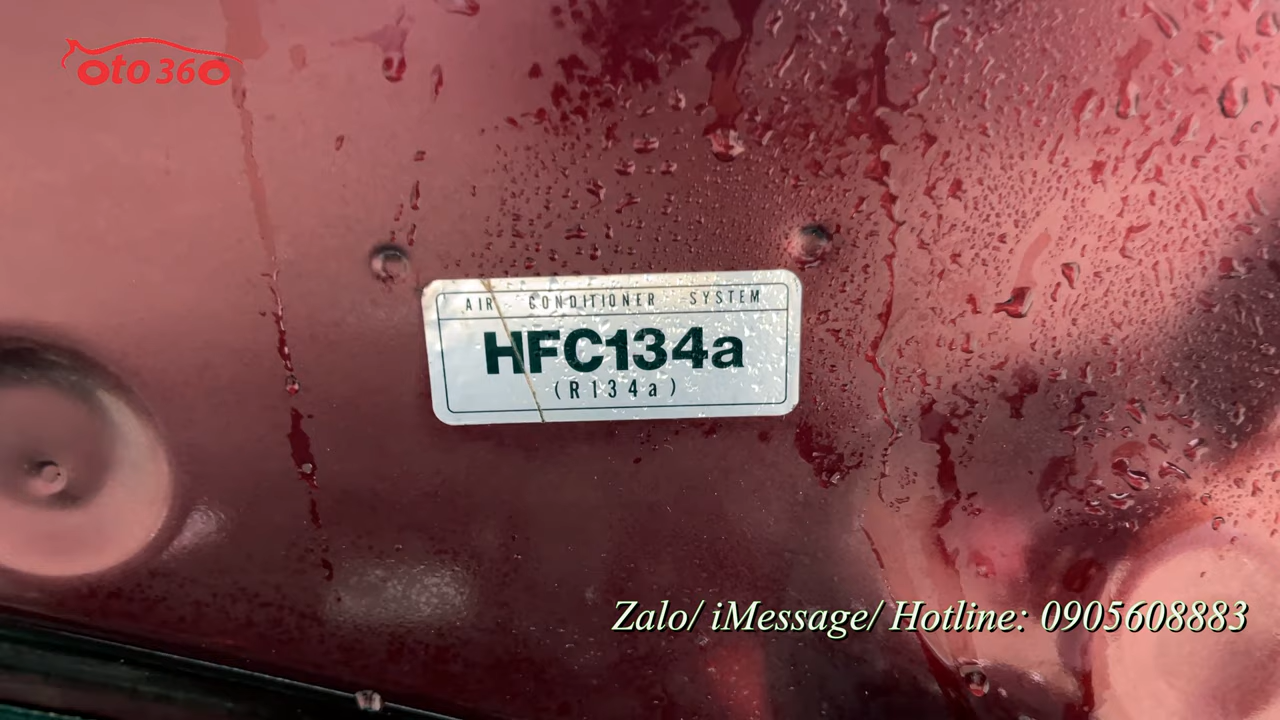 oto360
AIR CONDITIONER SYSTEM
HFC134a
(R134a)
Zalo/ iMessage/ Hotline: 0905608883